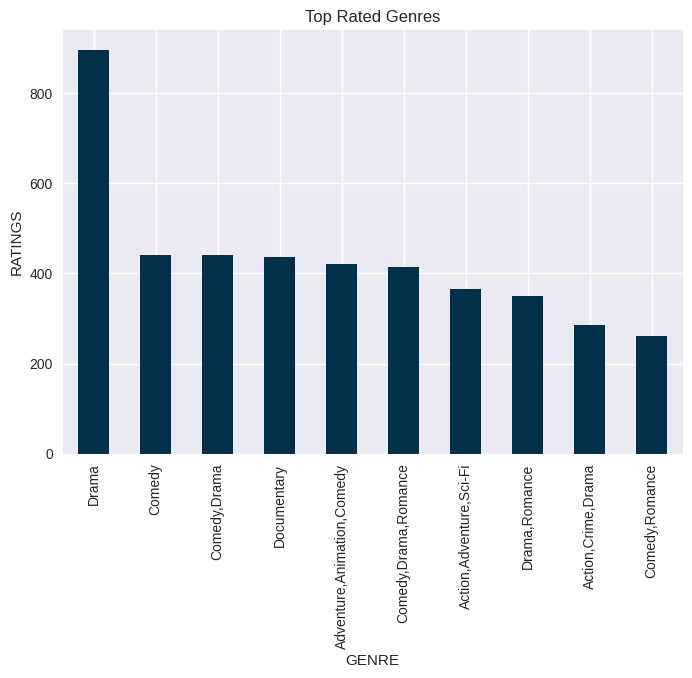 Top Rated Genres
RATINGS
800
600
400
200
0
Drama
Comedy
Comedy,Drama
Documentary
Adventure,Animation,Comedy
Comedy,Drama,Romance
Action,Adventure,Sci-Fi
Drama,Romance
Action,Crime,Drama
Comedy,Romance
GENRE